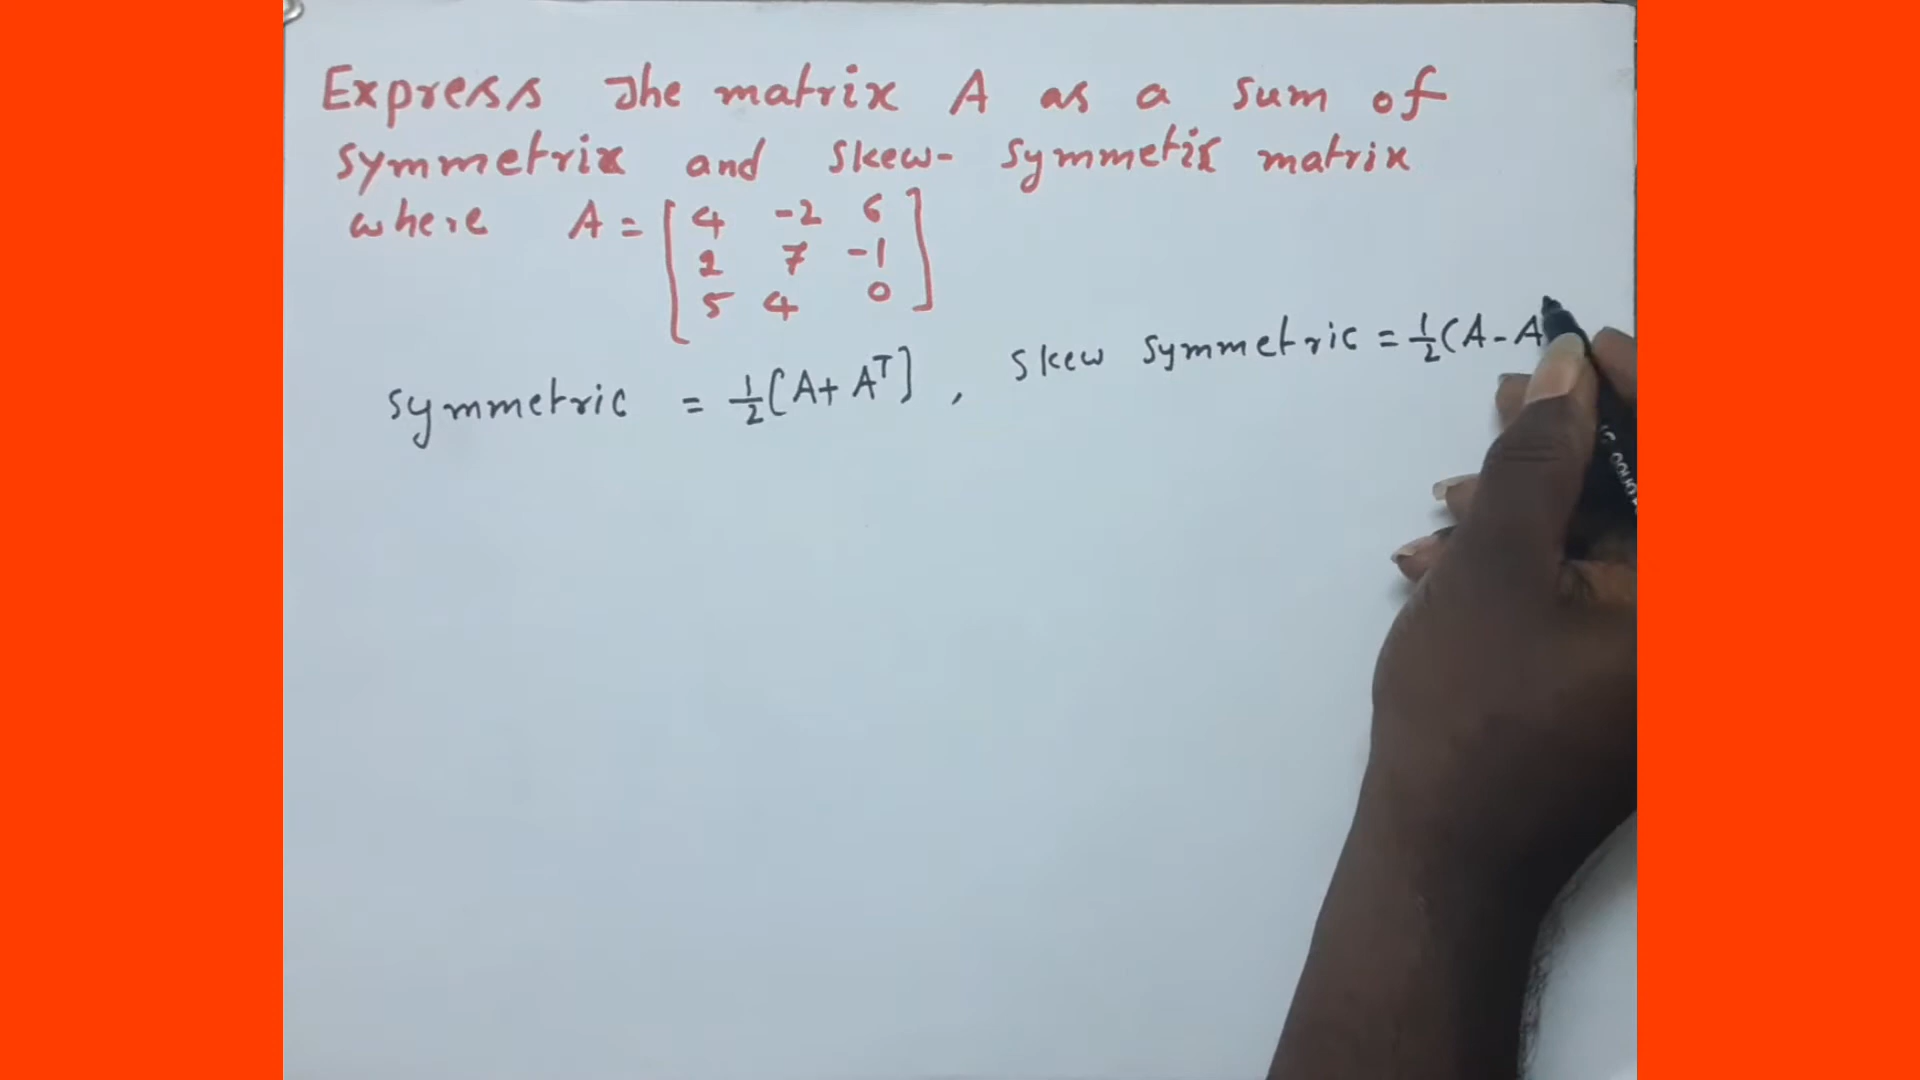 Express The matrix A as a sum of
symmetrix and skew- symmetix matrix
where A = [ 4 -2 6
2 7 -1
5 4 0 ]
symmetric = 1/2 [A + A^T] , skew symmetric = 1/2 (A - A